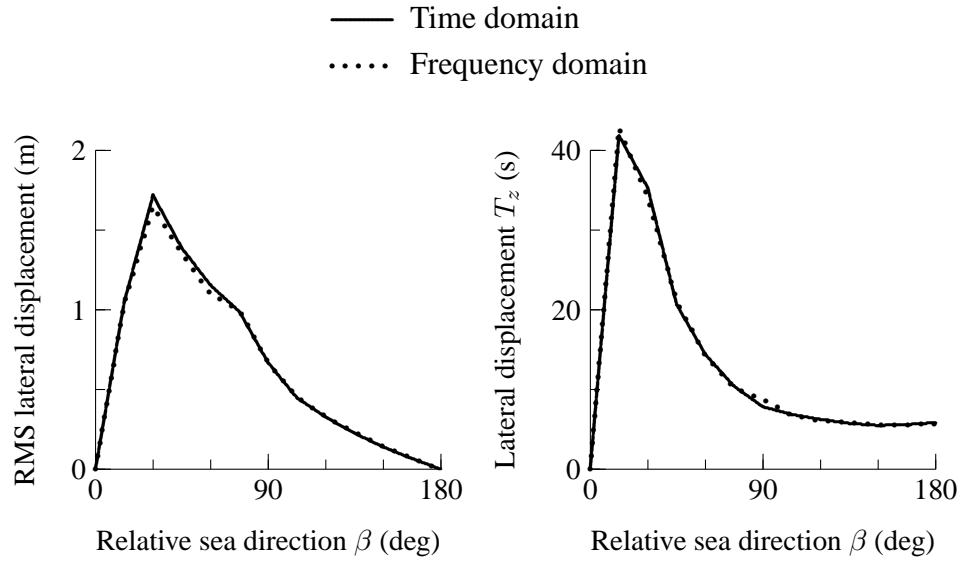 Time domain
Frequency domain
RMS lateral displacement (m)
2
1
0
0 90 180
Relative sea direction β (deg)
Lateral displacement T_z (s)
40
20
0
0 90 180
Relative sea direction β (deg)